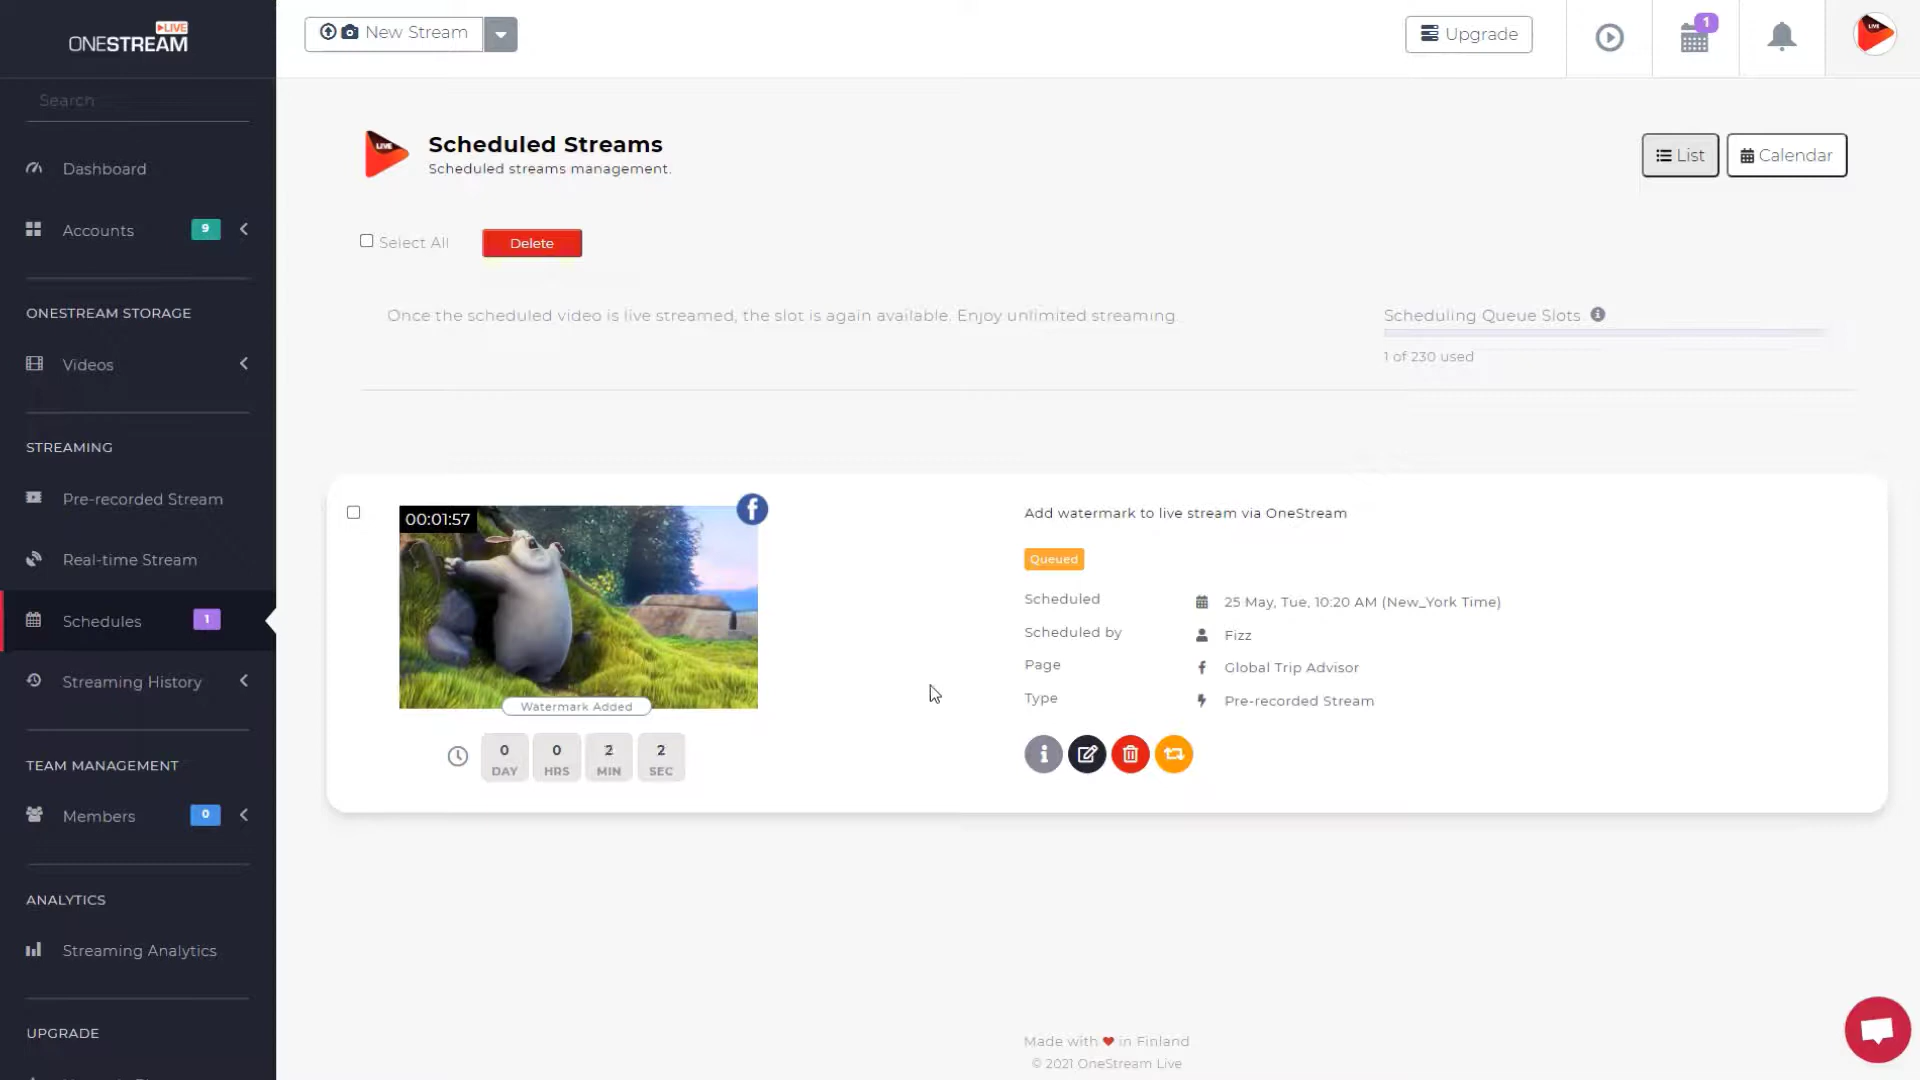 LIVE
ONESTREAM
New Stream
Upgrade
1
Search
Dashboard
Accounts 9
ONESTREAM STORAGE
Videos
STREAMING
Pre-recorded Stream
Real-time Stream
Schedules 1
Streaming History
TEAM MANAGEMENT
Members 0
ANALYTICS
Streaming Analytics
UPGRADE
LIVE
Scheduled Streams
Scheduled streams management.
List
Calendar
Select All
Delete
Once the scheduled video is live streamed, the slot is again available. Enjoy unlimited streaming.
Scheduling Queue Slots
1 of 230 used
00:01:57
Watermark Added
0 DAY
0 HRS
2 MIN
2 SEC
Add watermark to live stream via OneStream
Queued
Scheduled 25 May, Tue, 10:20 AM (New_York Time)
Scheduled by Fizz
Page Global Trip Advisor
Type Pre-recorded Stream
Made with ❤ in Finland
© 2021 OneStream Live